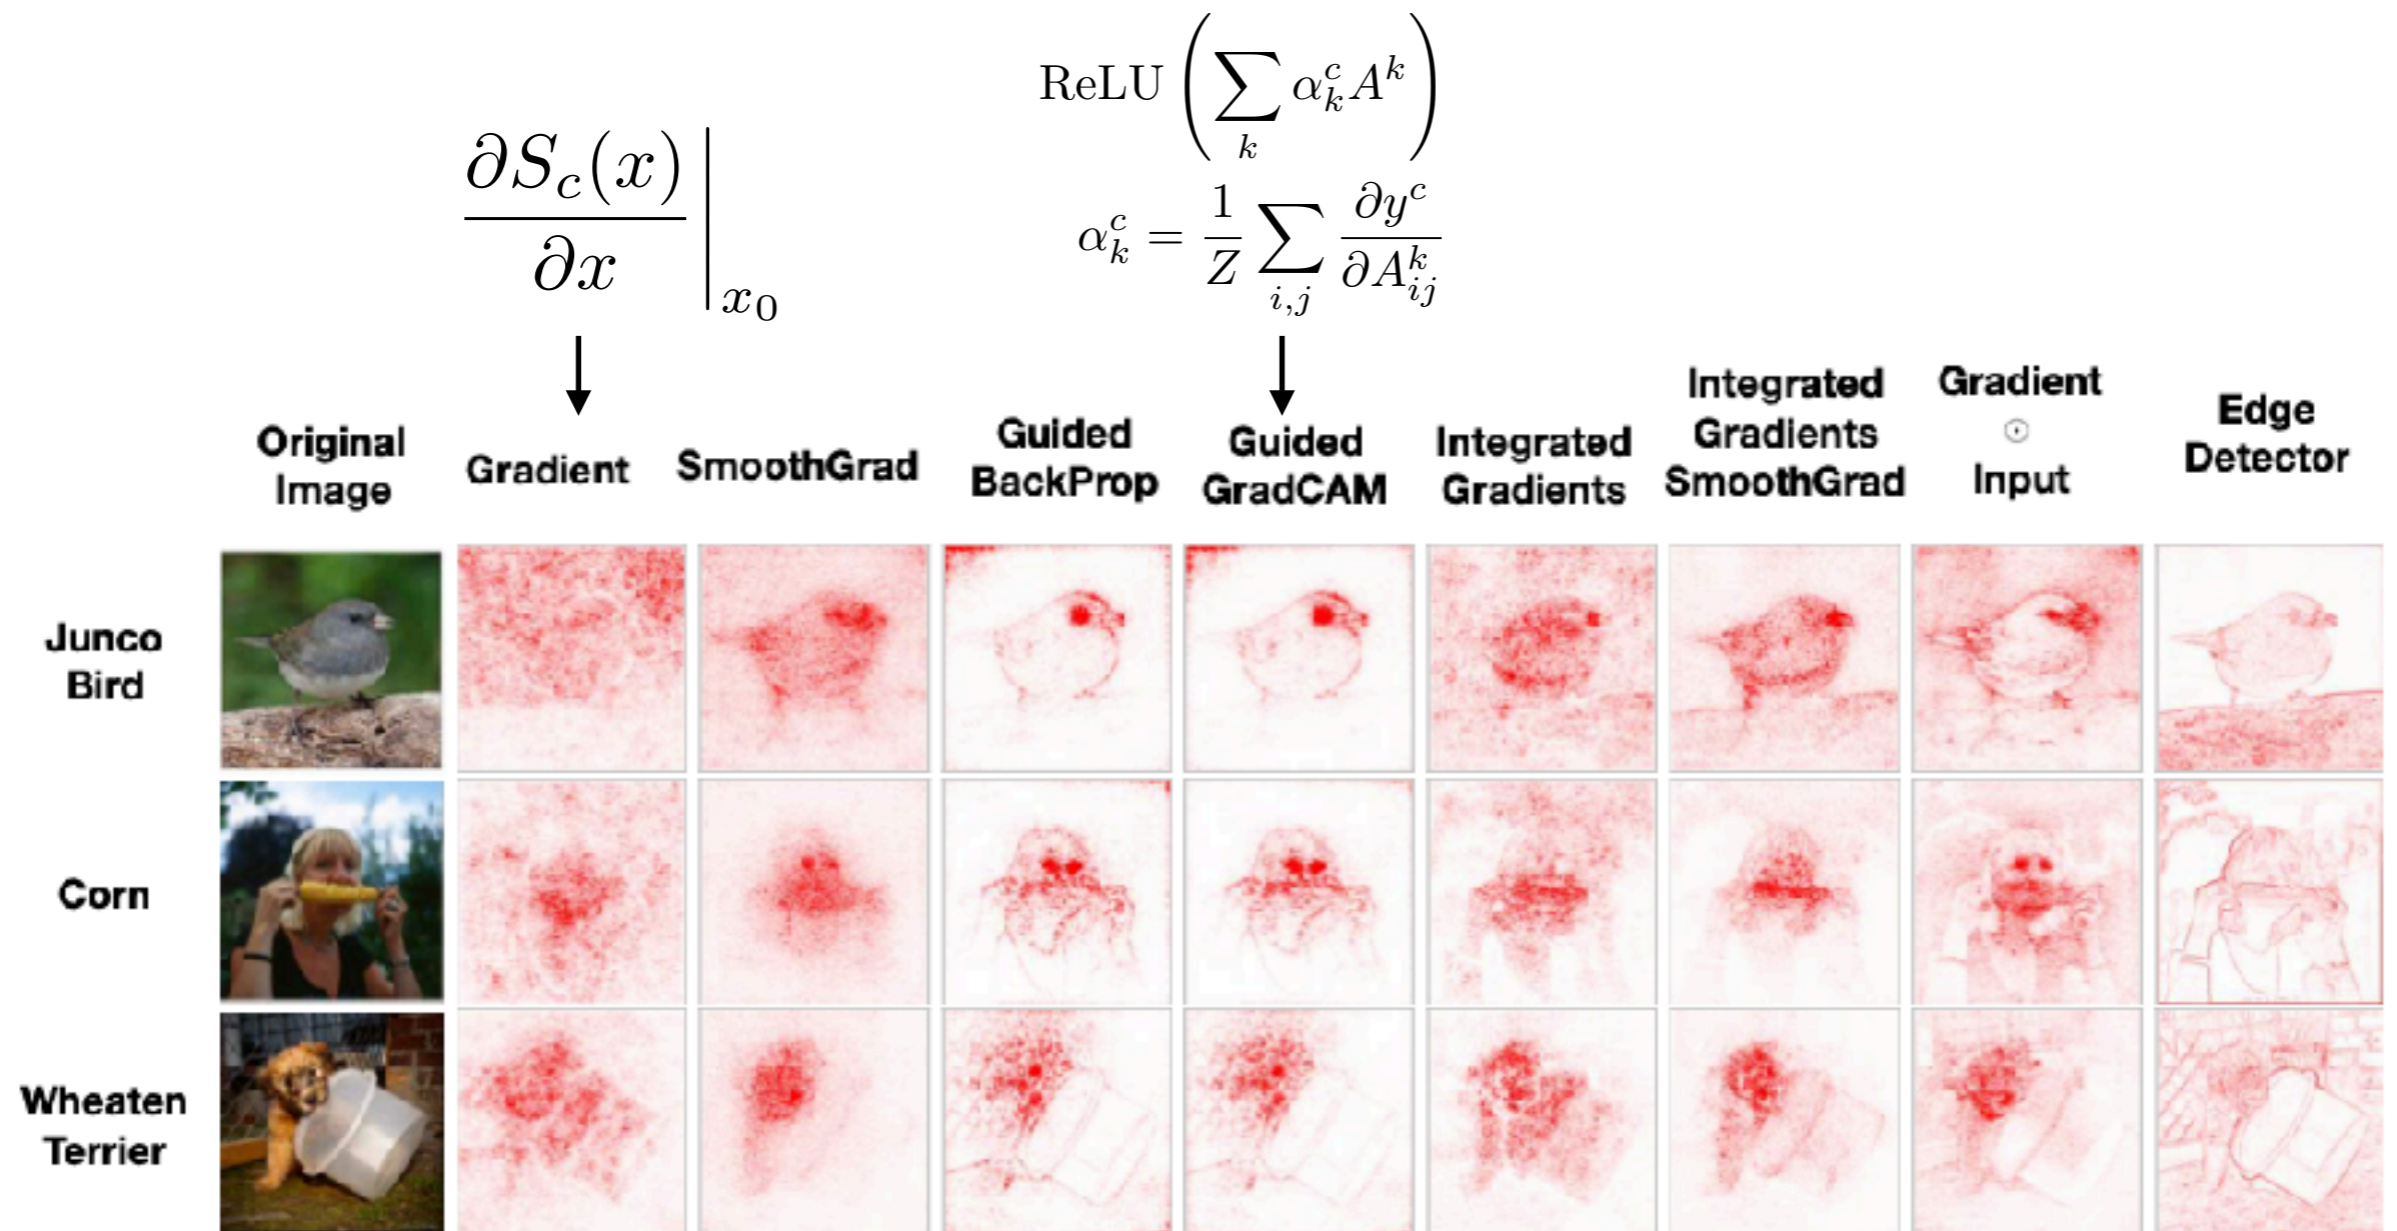 ReLU(∑_k α_k^c A^k)
∂S_c(x)/∂x |_{x_0}
α_k^c = 1/Z ∑_{i,j} ∂y^c/∂A_{ij}^k
Original
Image
Gradient
SmoothGrad
Guided
BackProp
Guided
GradCAM
Integrated
Gradients
Integrated
Gradients
SmoothGrad
Gradient
⊙
Input
Edge
Detector
Junco
Bird
Corn
Wheaten
Terrier